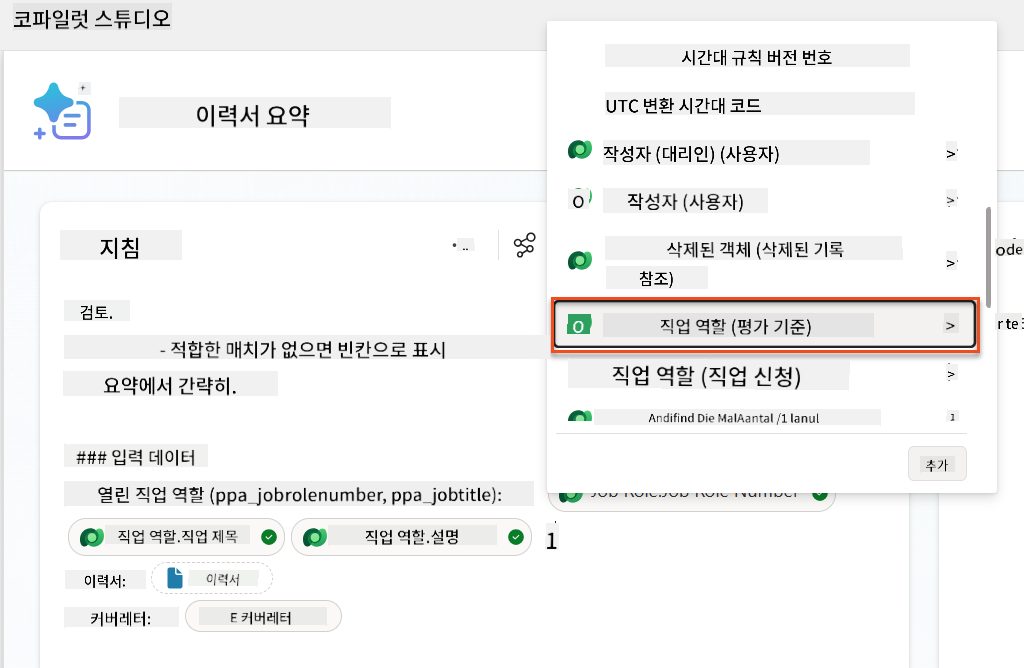 코파일럿 스튜디오
이력서 요약
지침
검토.
- 적합한 매치가 없으면 빈칸으로 표시
요약에서 간략히.
### 입력 데이터
열린 직업 역할 (ppa_jobrolenumber, ppa_jobtitle):
직업 역할.직업 제목
직업 역할.설명
1
이력서:
이력서
커버레터:
E 커버레터
시간대 규칙 버전 번호
UTC 변환 시간대 코드
작성자 (대리인) (사용자)
작성자 (사용자)
삭제된 객체 (삭제된 기록
참조)
직업 역할 (평가 기준)
직업 역할 (직업 신청)
Andifind Die MalAantal /1 lanul
1
추가